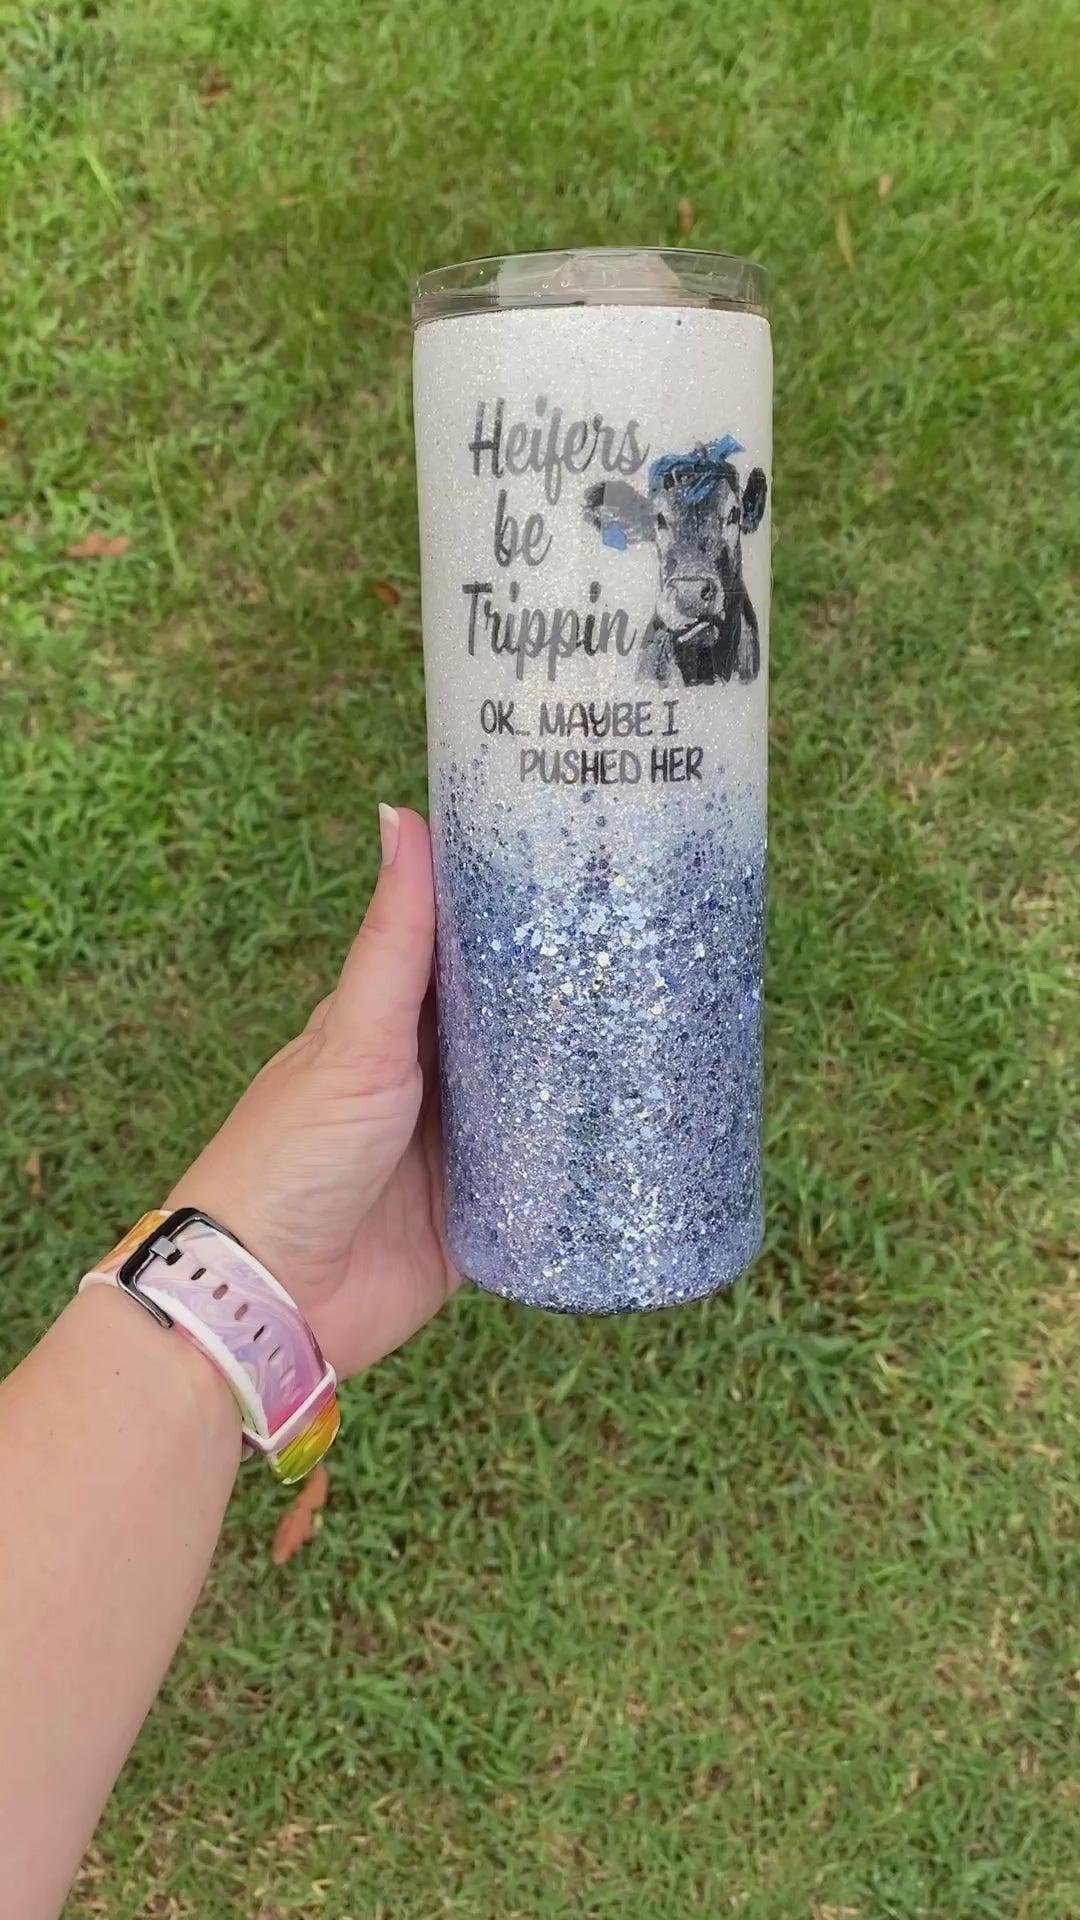 Heifers
be
Trippin
OK... MAYBE I
PUSHED HER